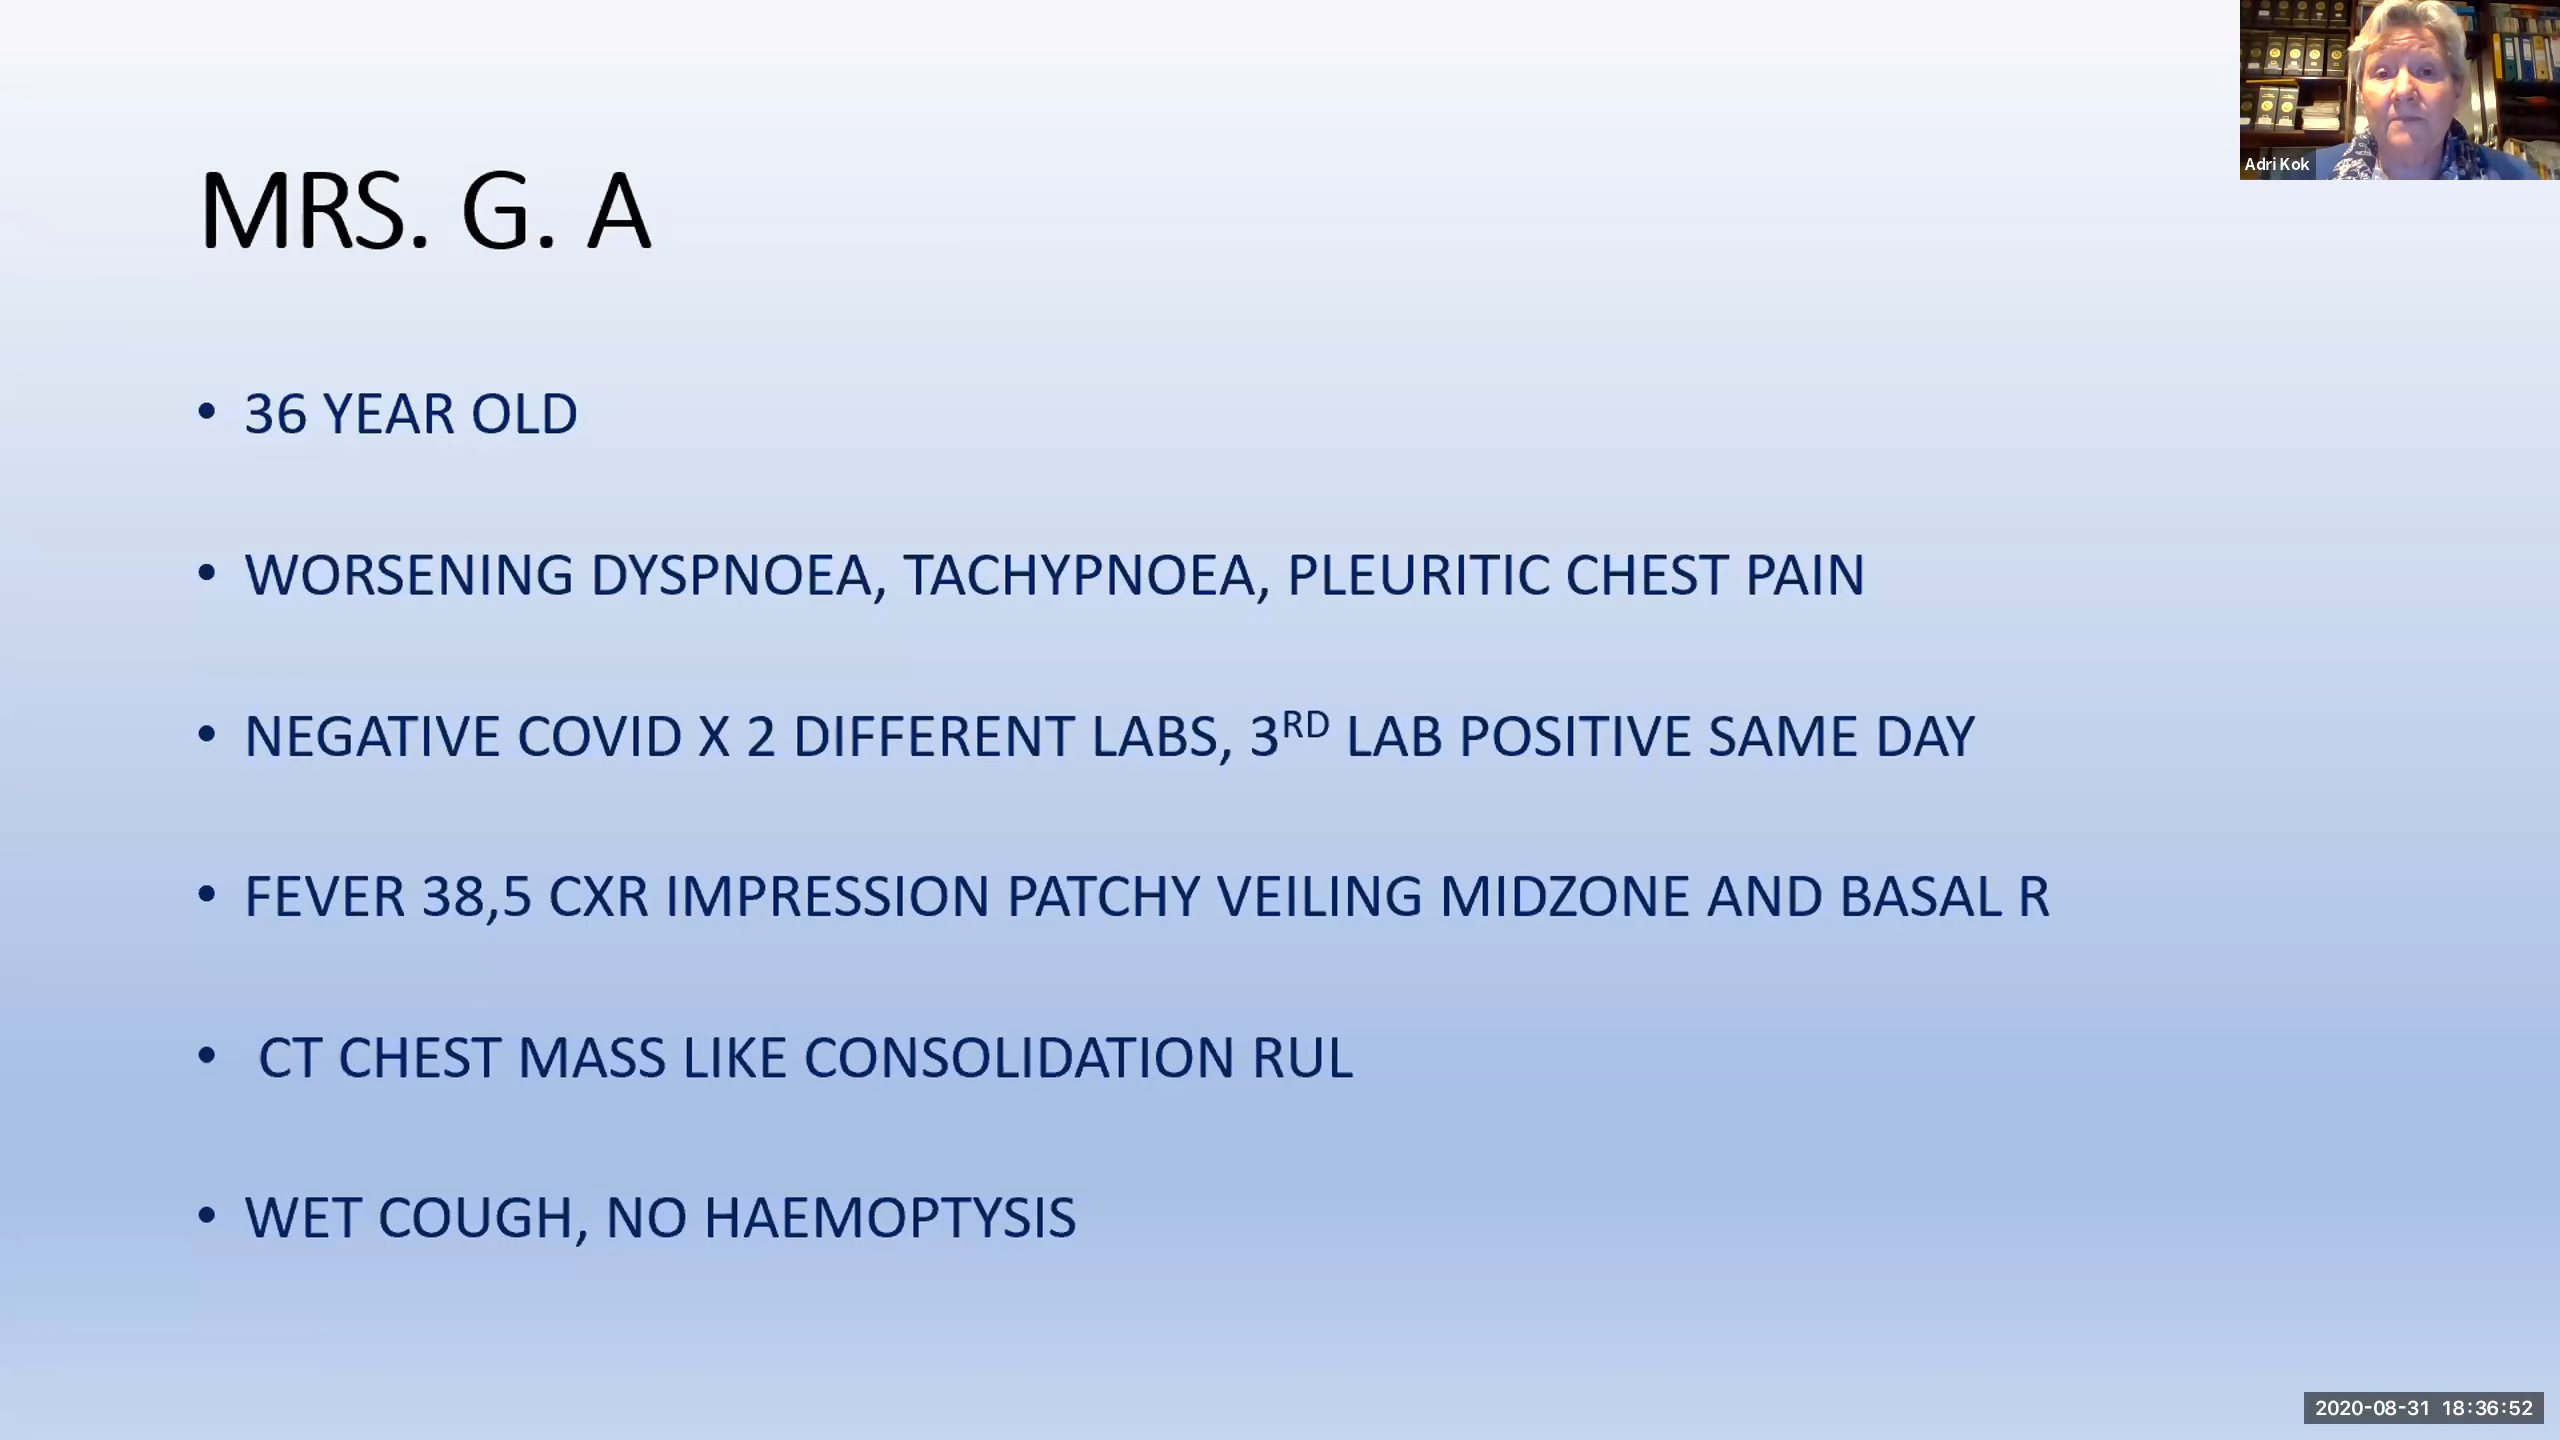 Adri Kok
MRS. G. A
• 36 YEAR OLD
• WORSENING DYSPNOEA, TACHYPNOEA, PLEURITIC CHEST PAIN
• NEGATIVE COVID X 2 DIFFERENT LABS, 3RD LAB POSITIVE SAME DAY
• FEVER 38,5 CXR IMPRESSION PATCHY VEILING MIDZONE AND BASAL R
• CT CHEST MASS LIKE CONSOLIDATION RUL
• WET COUGH, NO HAEMOPTYSIS
2020-08-31 18:36:52